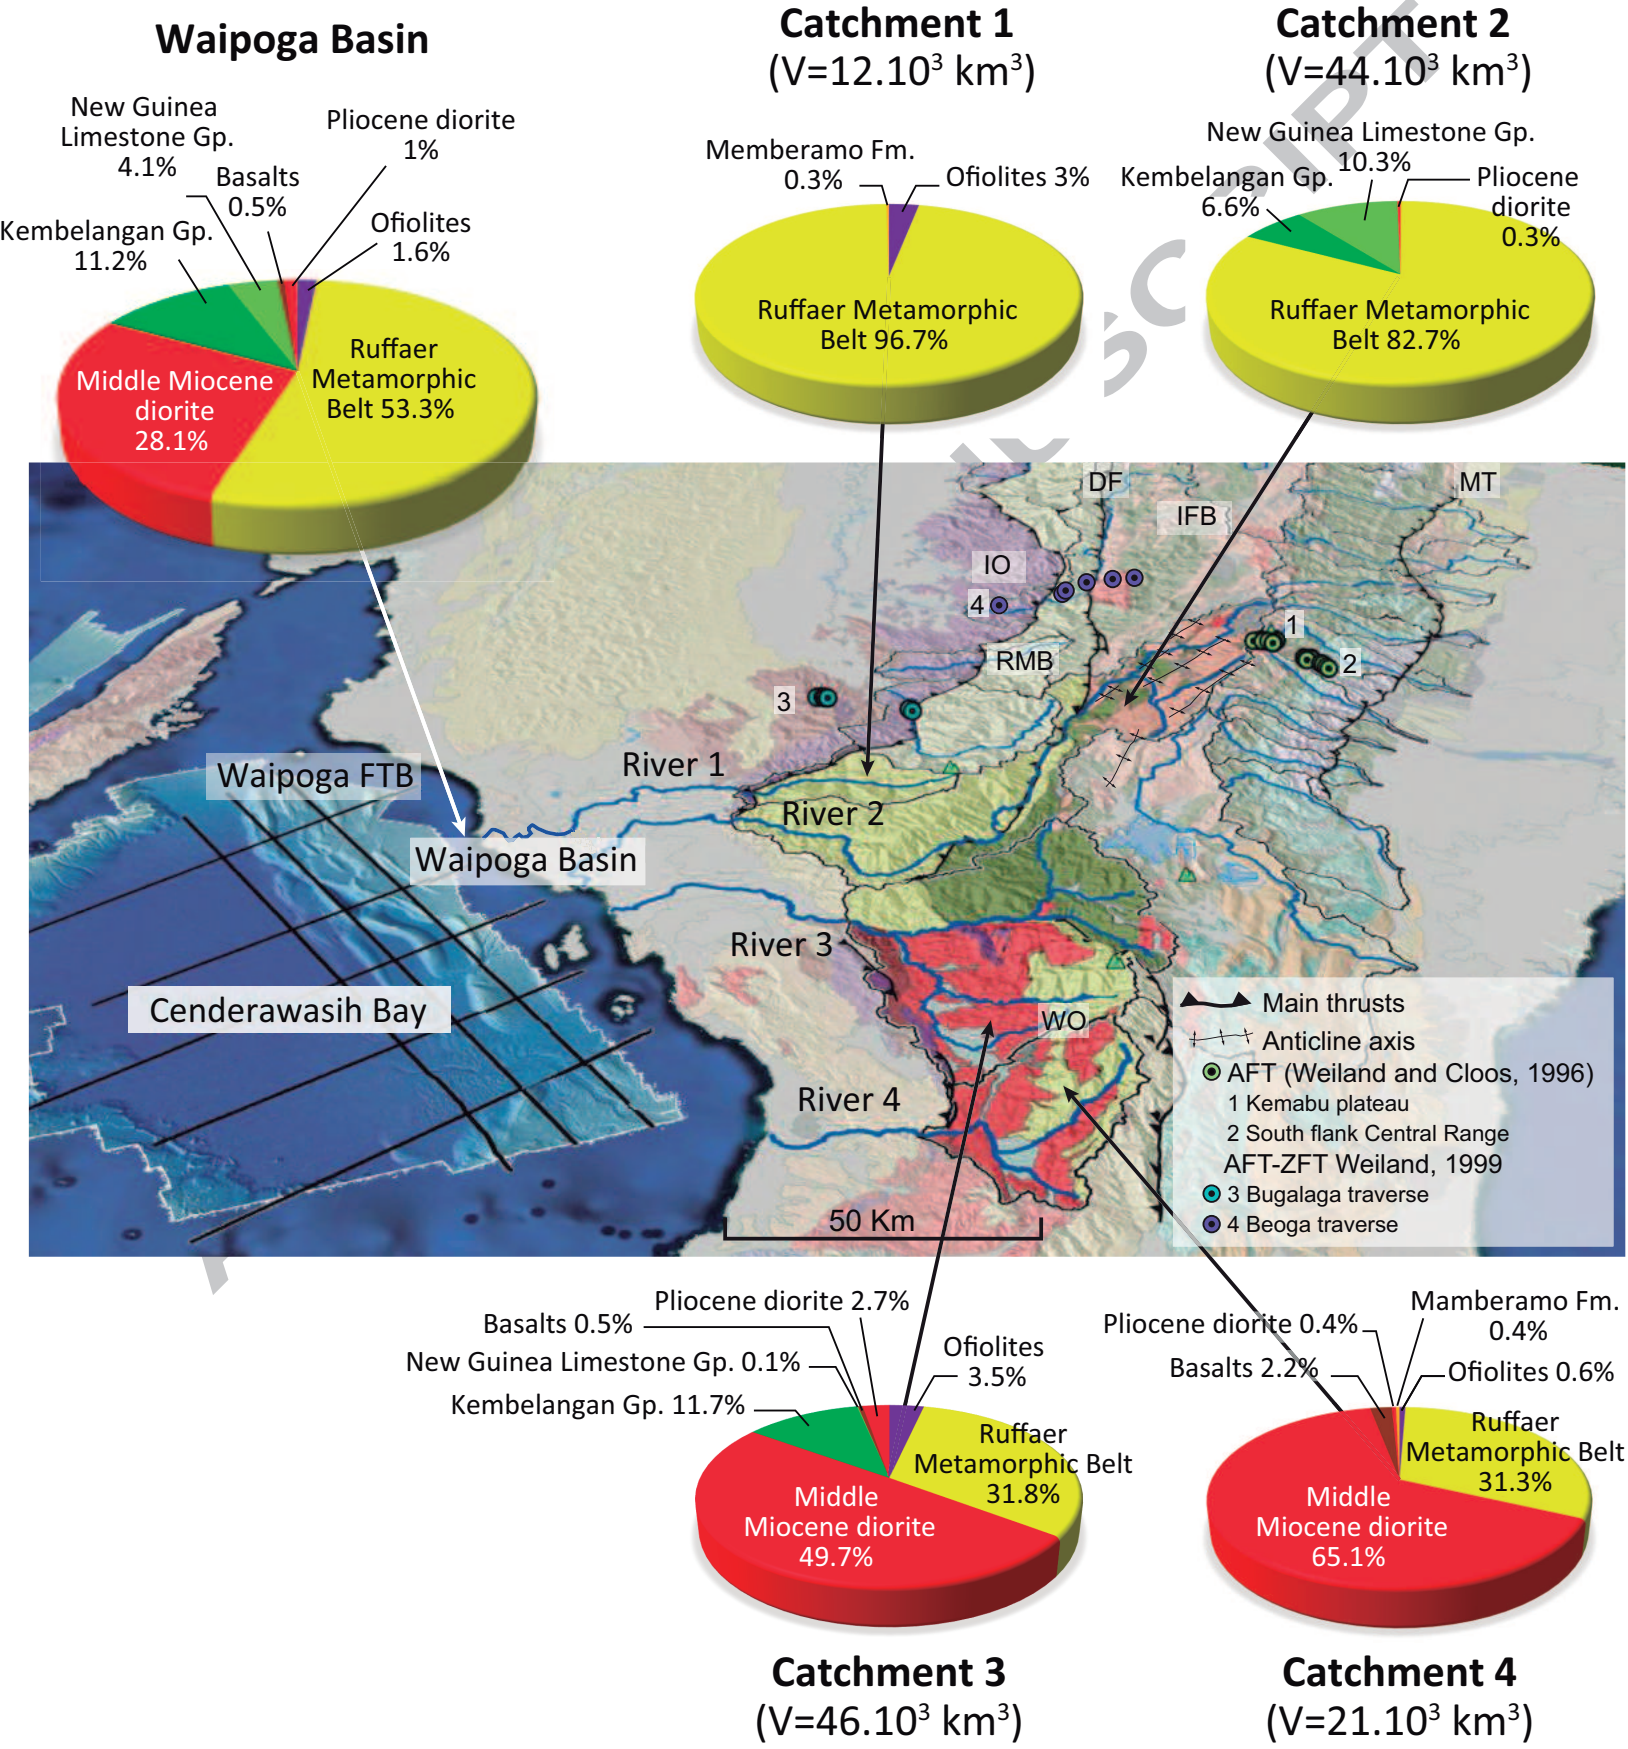 Waipoga Basin
Catchment 1
(V=12.10³ km³)
Catchment 2
(V=44.10³ km³)
New Guinea
Limestone Gp.
4.1%
Pliocene diorite
1%
Basalts
0.5%
Kembelangan Gp.
11.2%
Ofiolites
1.6%
Ruffaer
Metamorphic
Belt 53.3%
Middle Miocene
diorite
28.1%
Memberamo Fm.
0.3%
Ofiolites 3%
Ruffaer Metamorphic
Belt 96.7%
New Guinea Limestone Gp.
10.3%
Kembelangan Gp.
6.6%
Pliocene
diorite
0.3%
Ruffaer Metamorphic
Belt 82.7%
DF
MT
IFB
IO
4
1
2
RMB
3
River 1
Waipoga FTB
River 2
Waipoga Basin
River 3
Cenderawasih Bay
WO
River 4
50 Km
Main thrusts
Anticline axis
AFT (Weiland and Cloos, 1996)
1 Kemabu plateau
2 South flank Central Range
AFT-ZFT Weiland, 1999
3 Bugalaga traverse
4 Beoga traverse
Pliocene diorite 2.7%
Basalts 0.5%
New Guinea Limestone Gp. 0.1%
Kembelangan Gp. 11.7%
Ofiolites
3.5%
Ruffaer
Metamorphic Belt
31.8%
Middle
Miocene diorite
49.7%
Mamberamo Fm.
0.4%
Pliocene diorite 0.4%
Basalts 2.2%
Ofiolites 0.6%
Ruffaer
Metamorphic Belt
31.3%
Middle
Miocene diorite
65.1%
Catchment 3
(V=46.10³ km³)
Catchment 4
(V=21.10³ km³)